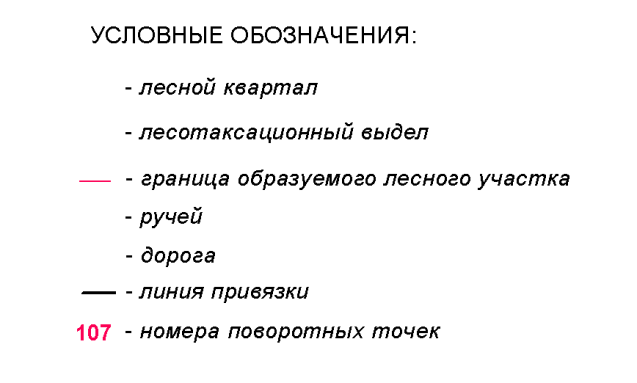 УСЛОВНЫЕ ОБОЗНАЧЕНИЯ:
- лесной квартал
- лесотаксационный выдел
- граница образуемого лесного участка
- ручей
- дорога
- линия привязки
107 - номера поворотных точек